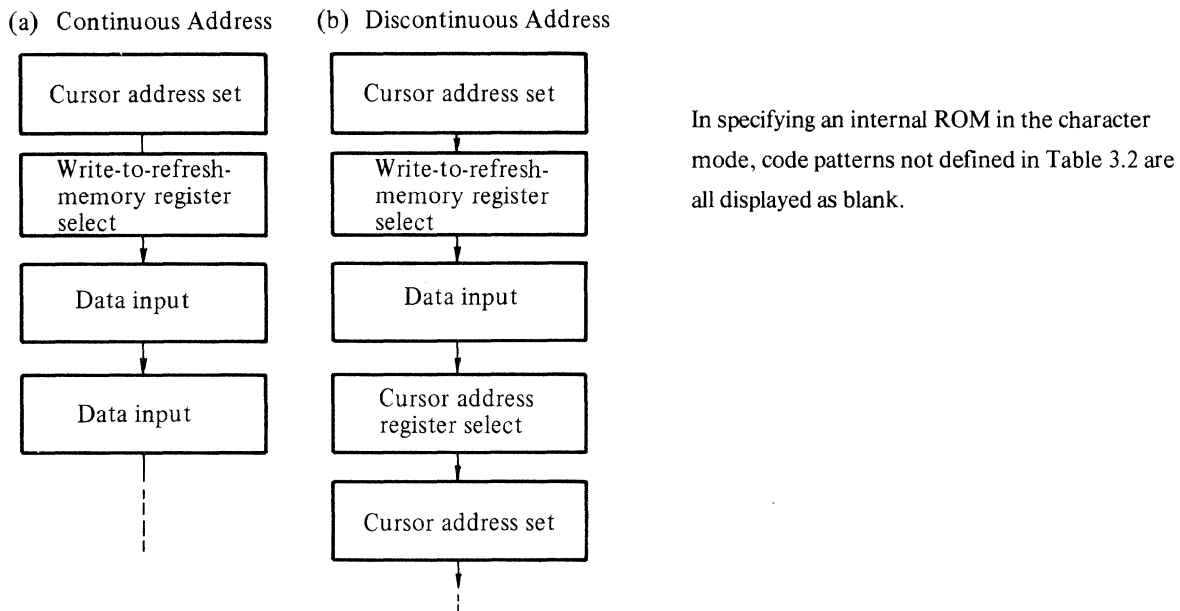 (a) Continuous Address
Cursor address set
Write-to-refresh-
memory register
select
Data input
Data input
(b) Discontinuous Address
Cursor address set
Write-to-refresh-
memory register
select
Data input
Cursor address
register select
Cursor address set
In specifying an internal ROM in the character
mode, code patterns not defined in Table 3.2 are
all displayed as blank.